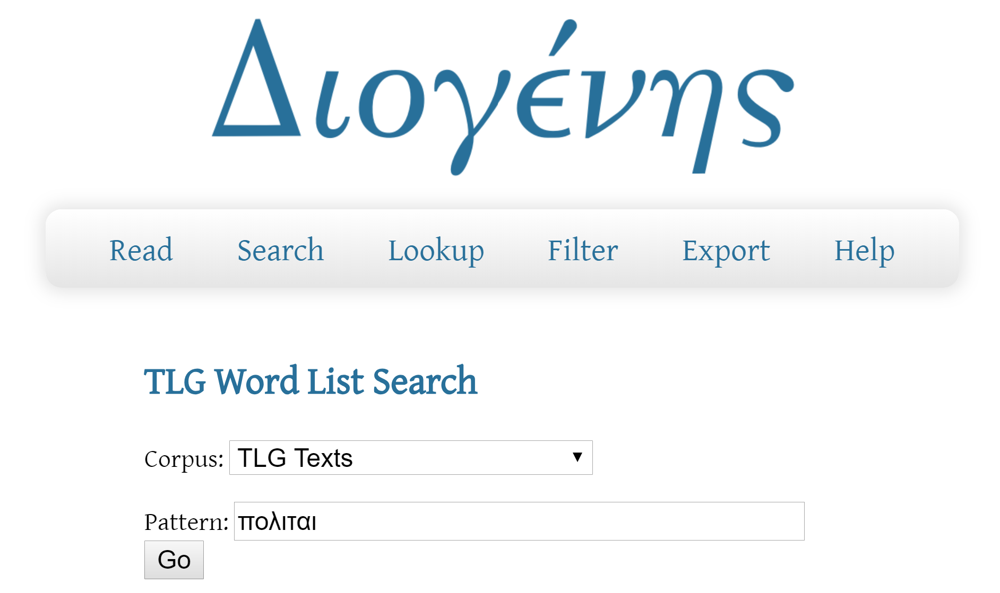 Διογένης
Read Search Lookup Filter Export Help
TLG Word List Search
Corpus: TLG Texts ▼
Pattern: πολιται
Go